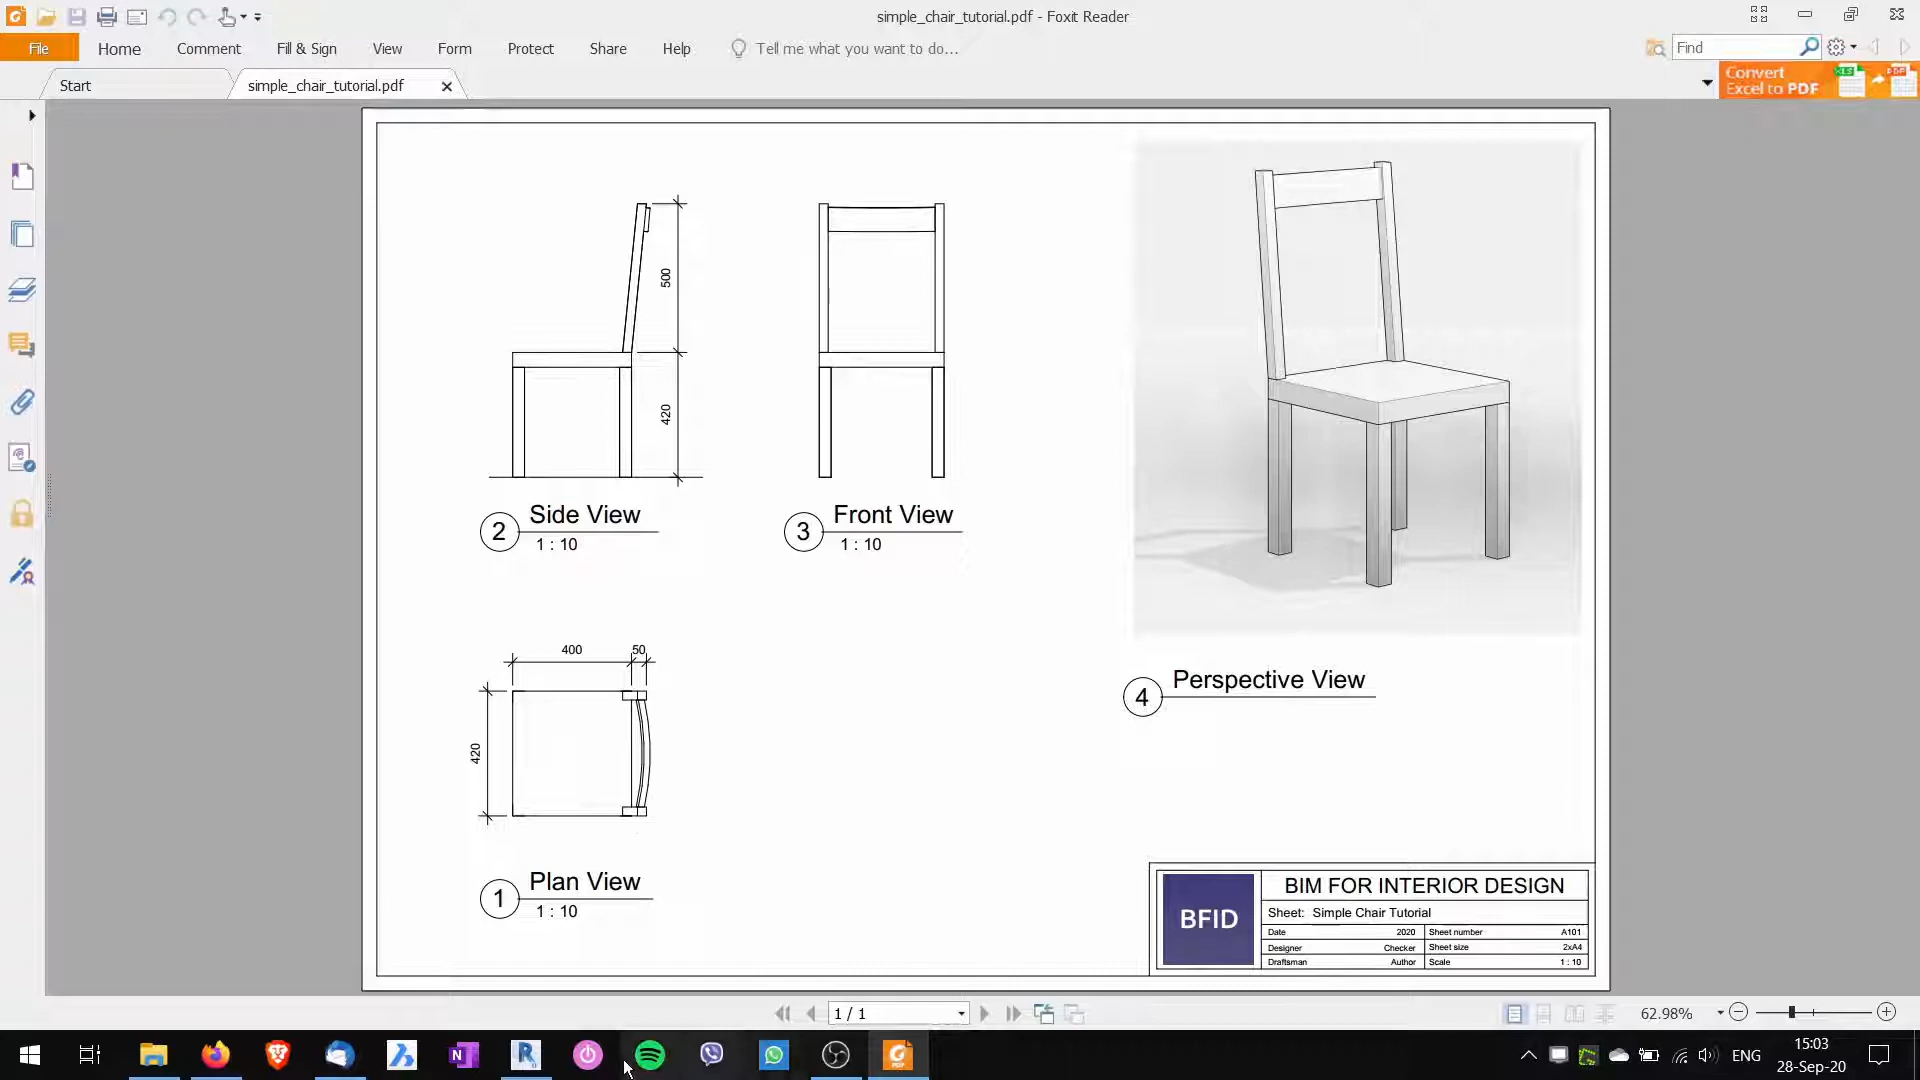 simple_chair_tutorial.pdf - Foxit Reader
File Home Comment Fill & Sign View Form Protect Share Help Tell me what you want to do... Find
Start simple_chair_tutorial.pdf
Convert
Excel to PDF
500
420
2 Side View
1 : 10
3 Front View
1 : 10
400 50
420
1 Plan View
1 : 10
4 Perspective View
BFID
BIM FOR INTERIOR DESIGN
Sheet: Simple Chair Tutorial
Date 2020 Sheet number A101
Designer Checker Sheet size 2xA4
Draftsman Author Scale 1 : 10
1 / 1
62.98%
ENG
15:03
28-Sep-20